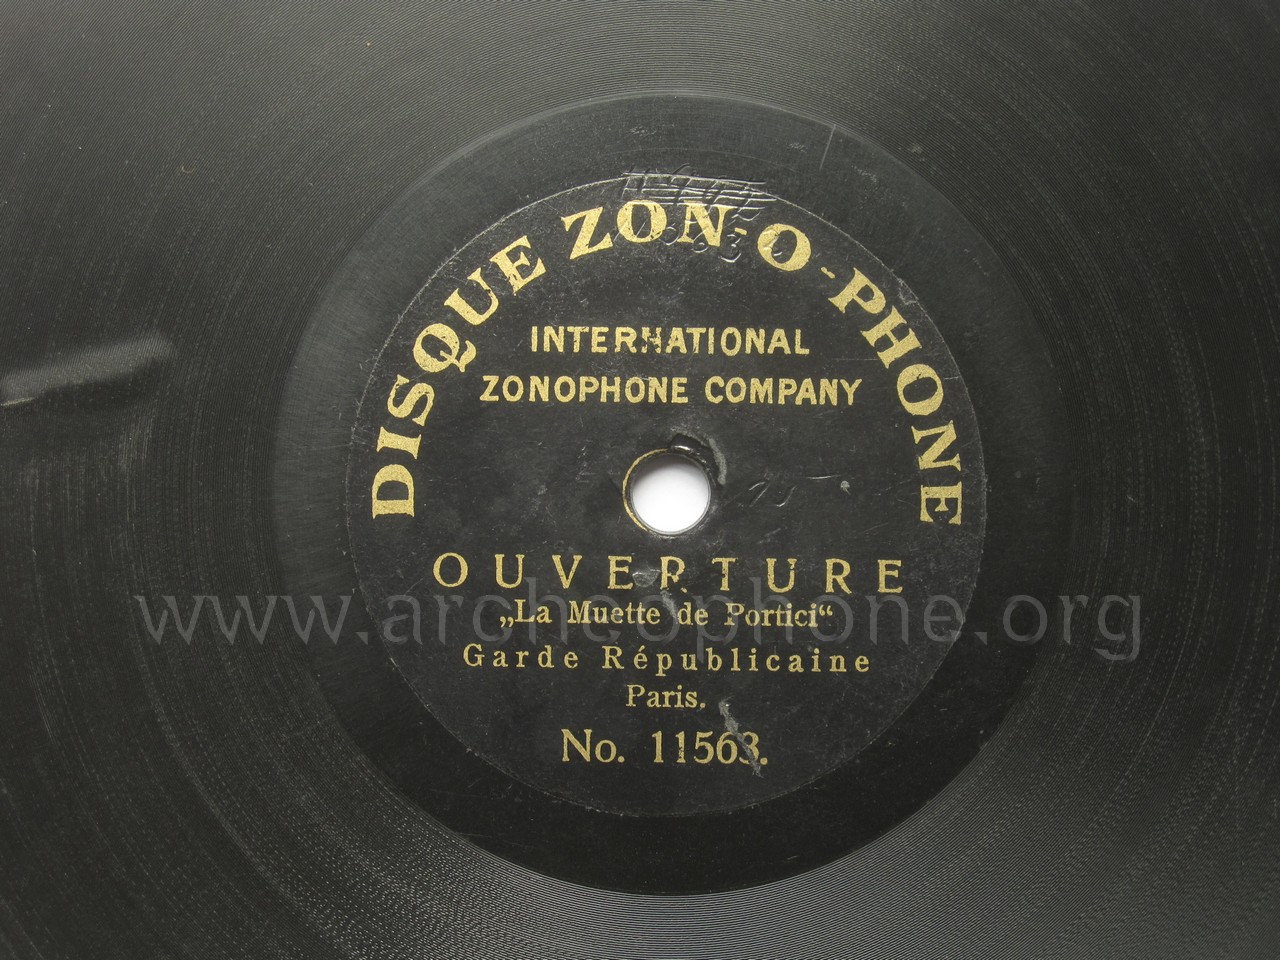 DISQUE ZON-O-PHONE
INTERNATIONAL
ZONOPHONE COMPANY
95
OUVERTURE
„La Muette de Portici“
Garde Républicaine
Paris.
No. 11563.
www.archeophone.org